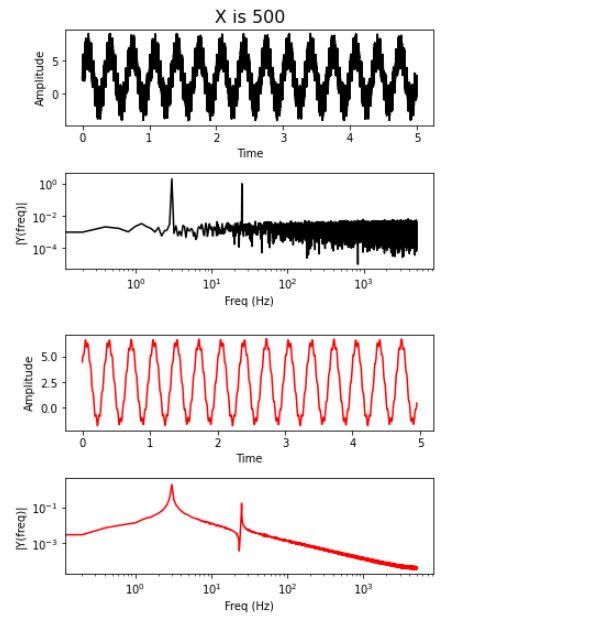 X is 500
5
0
Amplitude
0 1 2 3 4 5
Time
10⁰
10⁻²
10⁻⁴
|Y(freq)|
10⁰ 10¹ 10² 10³
Freq (Hz)
5.0
2.5
0.0
Amplitude
0 1 2 3 4 5
Time
10⁻¹
10⁻³
|Y(freq)|
10⁰ 10¹ 10² 10³
Freq (Hz)